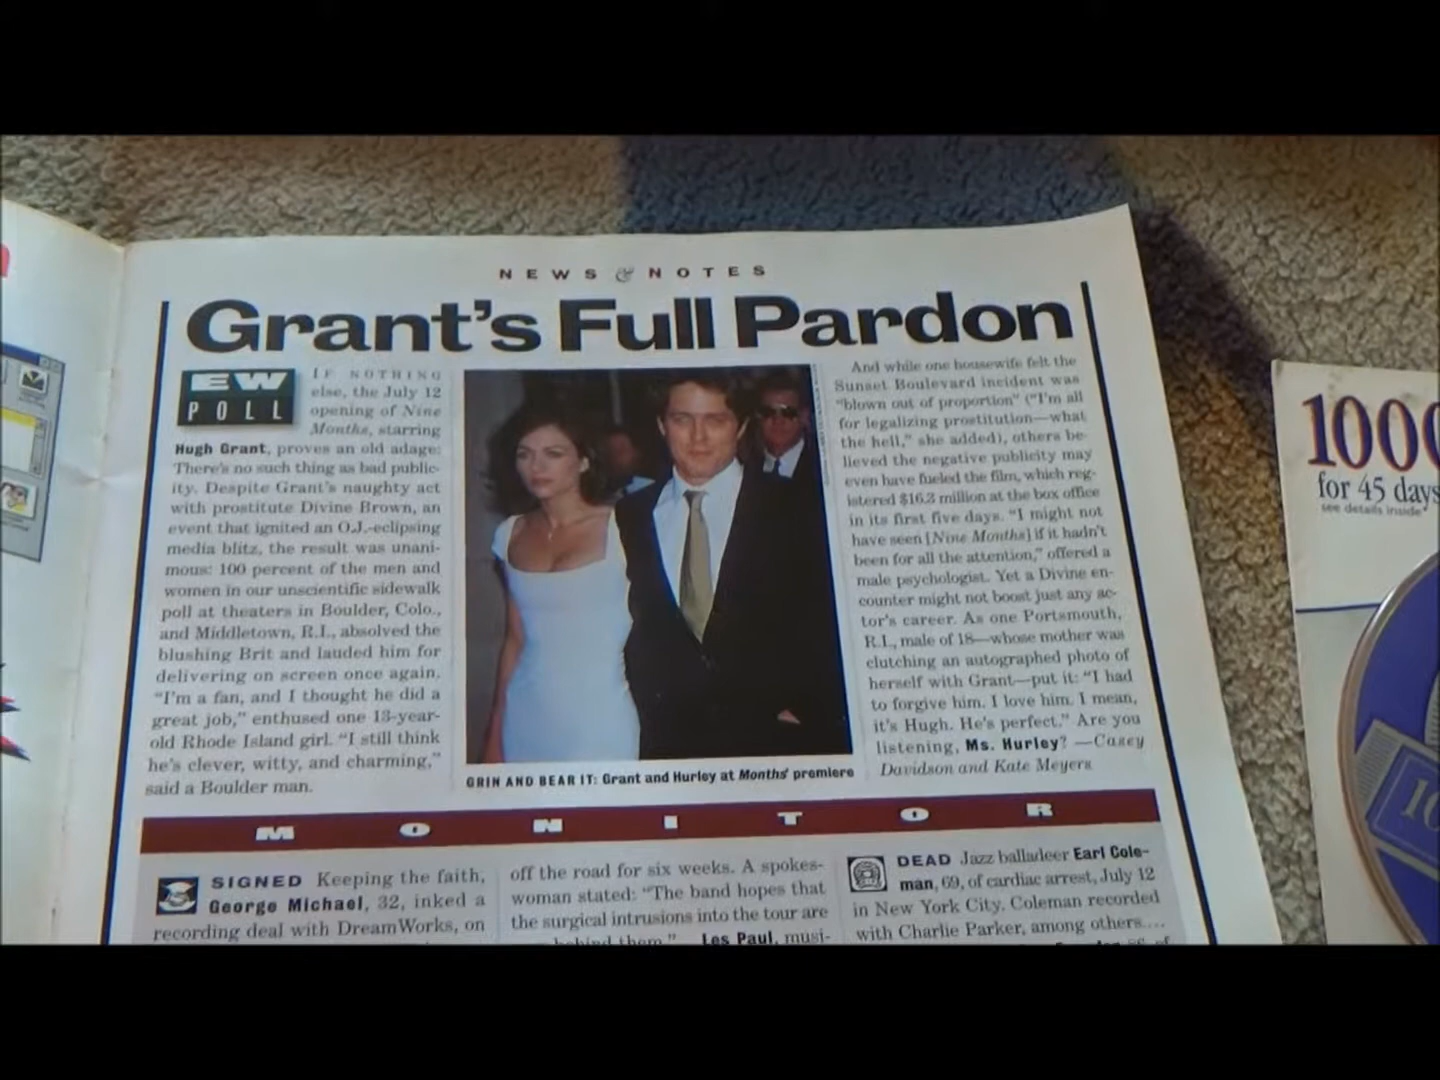 NEWS & NOTES
Grant's Full Pardon
EW
POLL
IF NOTHING
else, the July 12
opening of Nine
Months, starring
Hugh Grant, proves an old adage:
There's no such thing as bad public-
ity. Despite Grant's naughty act
with prostitute Divine Brown, an
event that ignited an O.J.-eclipsing
media blitz, the result was unani-
mous: 100 percent of the men and
women in our unscientific sidewalk
poll at theaters in Boulder, Colo.,
and Middletown, R.I., absolved the
blushing Brit and lauded him for
delivering on screen once again.
"I'm a fan, and I thought he did a
great job," enthused one 13-year-
old Rhode Island girl. "I still think
he's clever, witty, and charming,"
said a Boulder man.
GRIN AND BEAR IT: Grant and Hurley at Months' premiere
And while one housewife felt the
Sunset Boulevard incident was
"blown out of proportion" ("I'm all
for legalizing prostitution—what
the hell," she added), others be-
lieved the negative publicity may
even have fueled the film, which reg-
istered $16.2 million at the box office
in its first five days. "I might not
have seen [Nine Months] if it hadn't
been for all the attention," offered a
male psychologist. Yet a Divine en-
counter might not boost just any ac-
tor's career. As one Portsmouth,
R.I., male of 18—whose mother was
clutching an autographed photo of
herself with Grant—put it: "I had
to forgive him. I love him. I mean,
it's Hugh. He's perfect." Are you
listening, Ms. Hurley? —Casey
Davidson and Kate Meyers
MONITOR
SIGNED Keeping the faith,
George Michael, 32, inked a
recording deal with DreamWorks, on
off the road for six weeks. A spokes-
woman stated: "The band hopes that
the surgical intrusions into the tour are
behind them." Les Paul, musi-
DEAD Jazz balladeer Earl Cole-
man, 69, of cardiac arrest, July 12
in New York City. Coleman recorded
with Charlie Parker, among others....
1000
for 45 days
see details inside
10